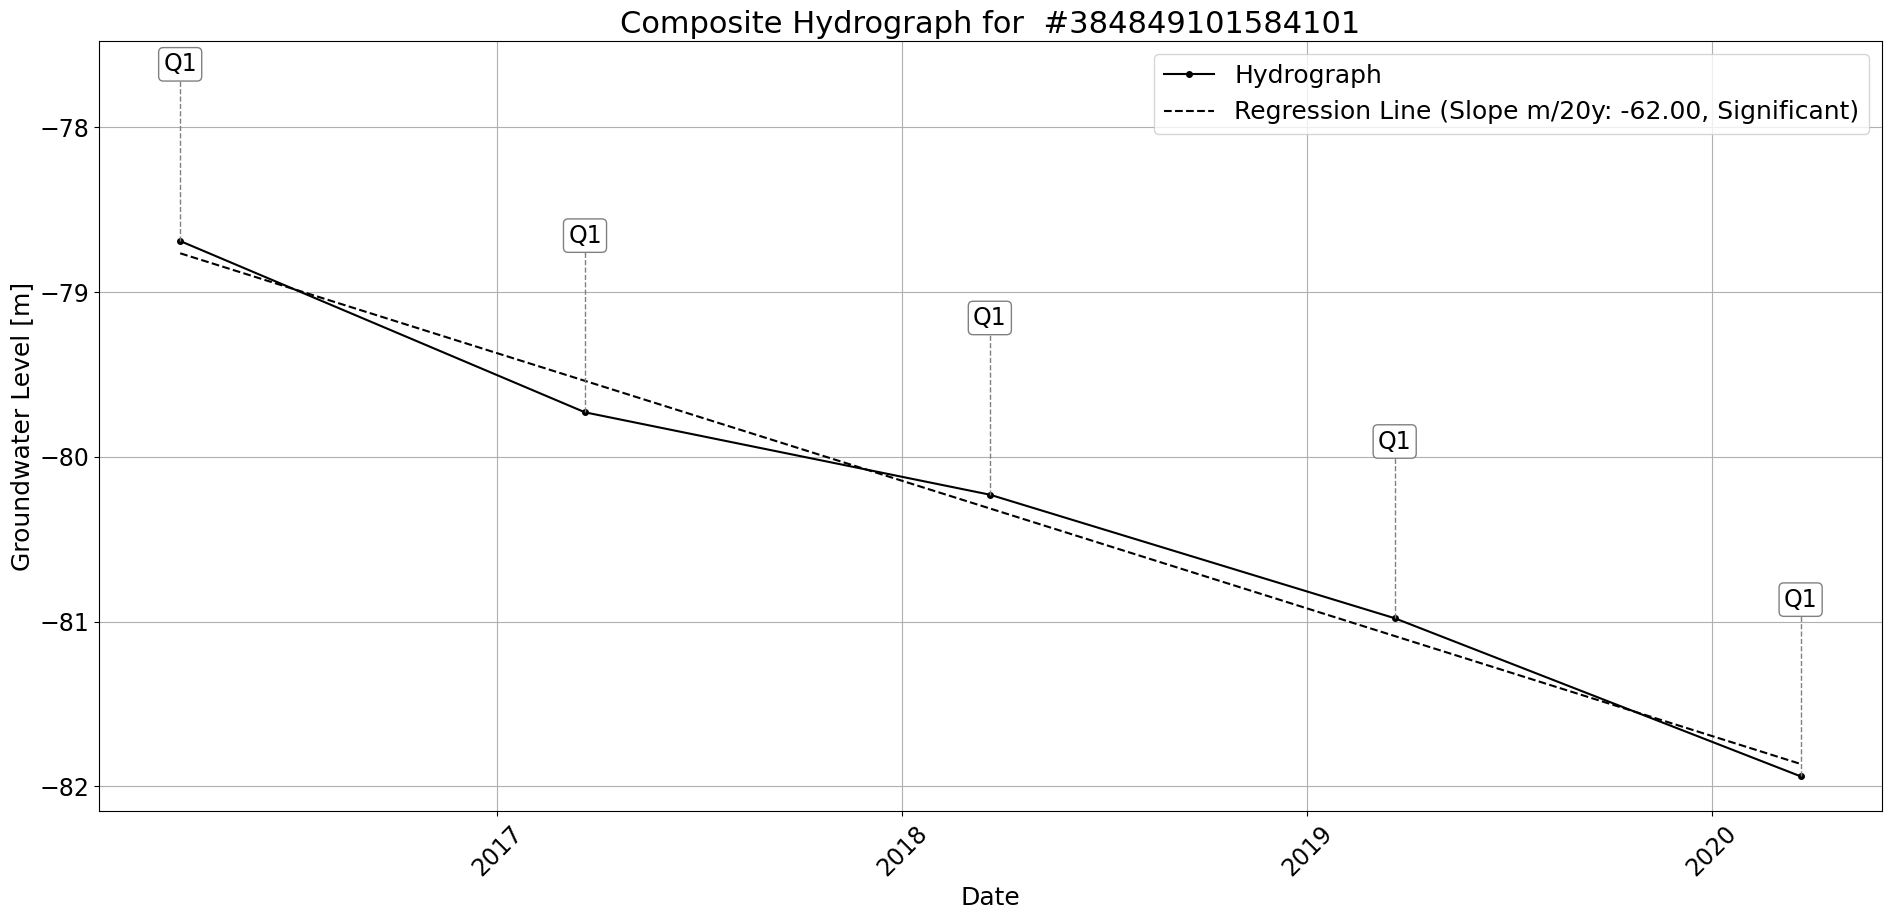 Composite Hydrograph for  #384849101584101
Hydrograph
Regression Line (Slope m/20y: -62.00, Significant)
Q1
Q1
Q1
Q1
Q1
−78
−79
−80
−81
−82
Groundwater Level [m]
2017
2018
2019
2020
Date